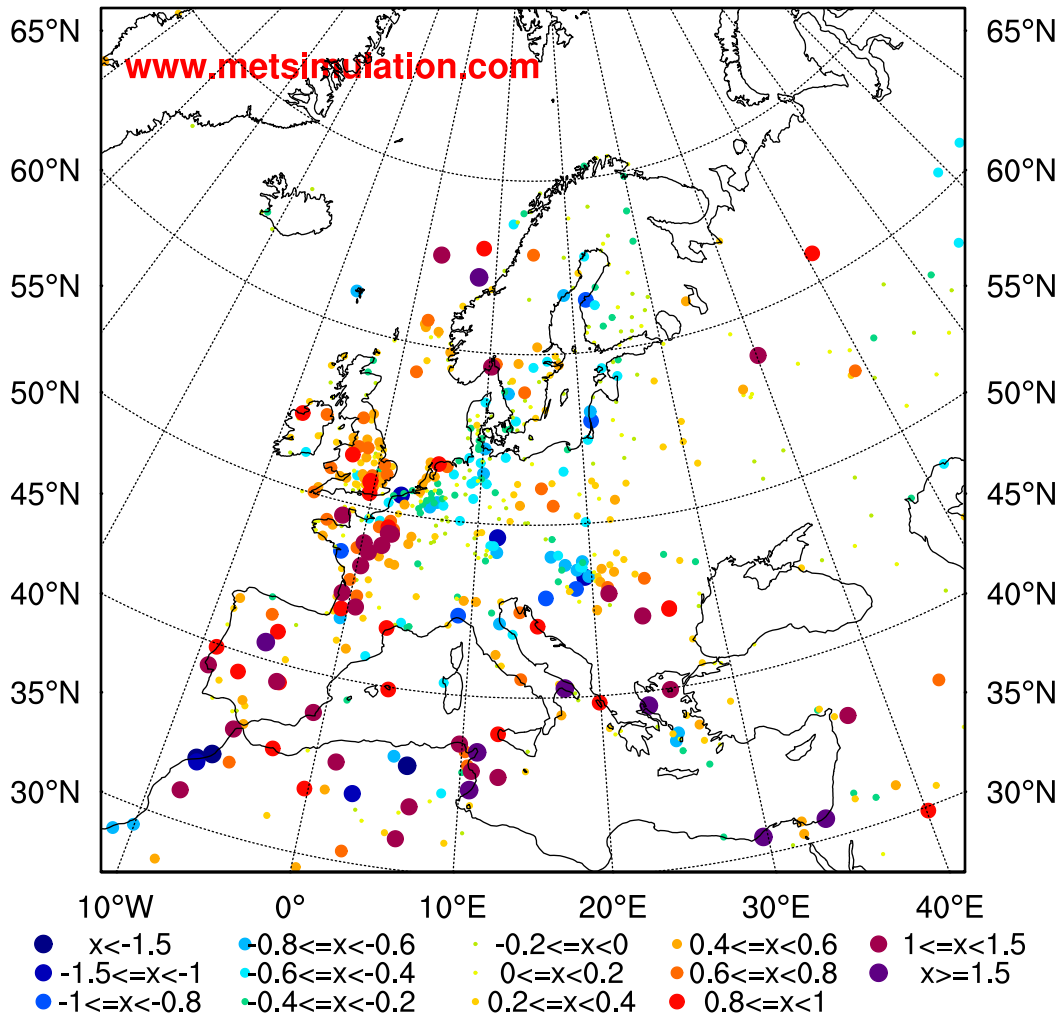 65°N 65°N
www.metsimulation.com
60°N 60°N
55°N 55°N
50°N 50°N
45°N 45°N
40°N 40°N
35°N 35°N
30°N 30°N
10°W 0° 10°E 20°E 30°E 40°E
x<-1.5 -0.8<=x<-0.6 -0.2<=x<0 0.4<=x<0.6 1<=x<1.5
-1.5<=x<-1 -0.6<=x<-0.4 0<=x<0.2 0.6<=x<0.8 x>=1.5
-1<=x<-0.8 -0.4<=x<-0.2 0.2<=x<0.4 0.8<=x<1